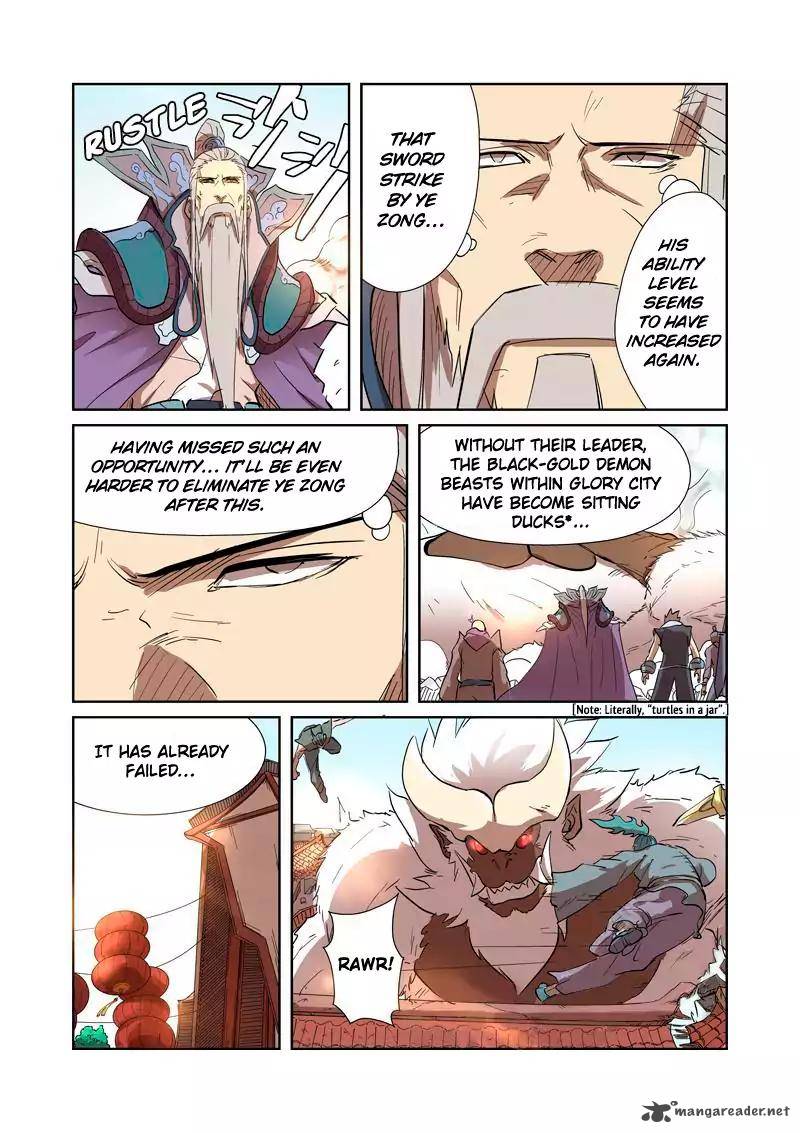 RUSTLE
THAT
SWORD
STRIKE
BY YE
ZONG...
HIS
ABILITY
LEVEL
SEEMS
TO HAVE
INCREASED
AGAIN.
HAVING MISSED SUCH AN
OPPORTUNITY... IT'LL BE EVEN
HARDER TO ELIMINATE YE ZONG
AFTER THIS.
WITHOUT THEIR LEADER,
THE BLACK-GOLD DEMON
BEASTS WITHIN GLORY CITY
HAVE BECOME SITTING
DUCKS*...
[Note: Literally, "turtles in a jar".]
IT HAS ALREADY
FAILED...
RAWR!
mangareader.net